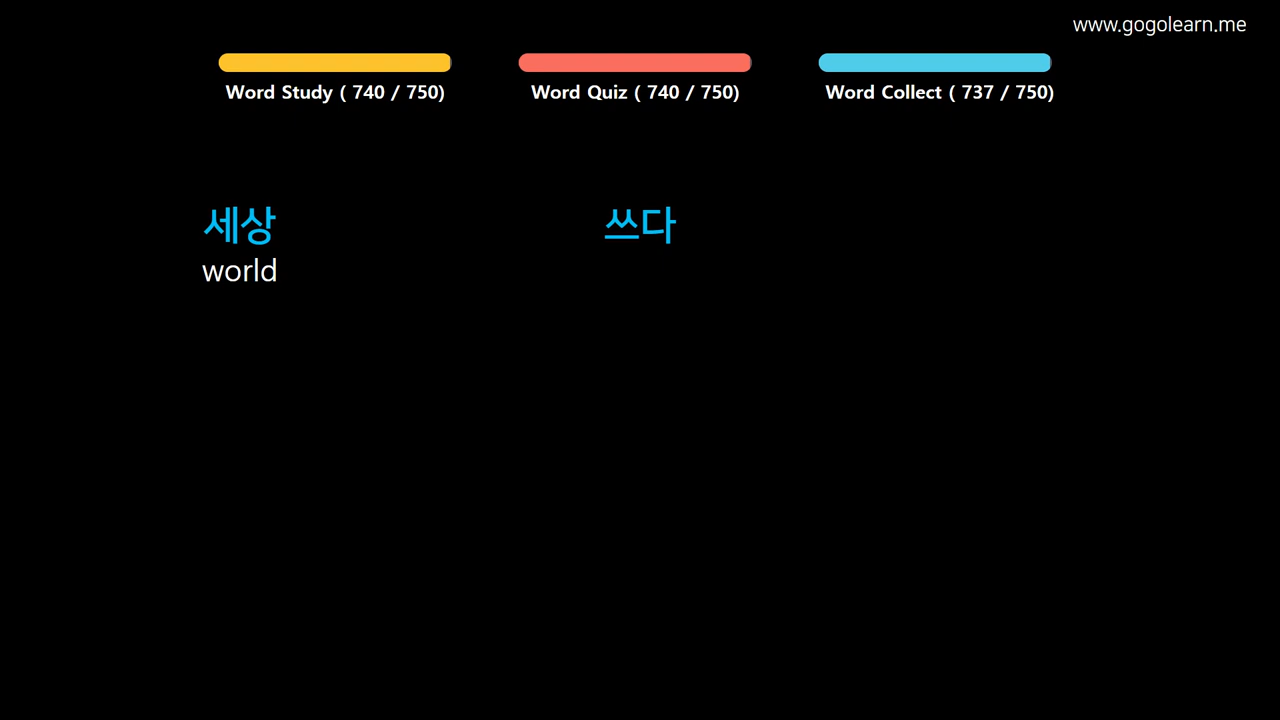 www.gogolearn.me
Word Study ( 740 / 750)
Word Quiz ( 740 / 750)
Word Collect ( 737 / 750)
세상
world
쓰다